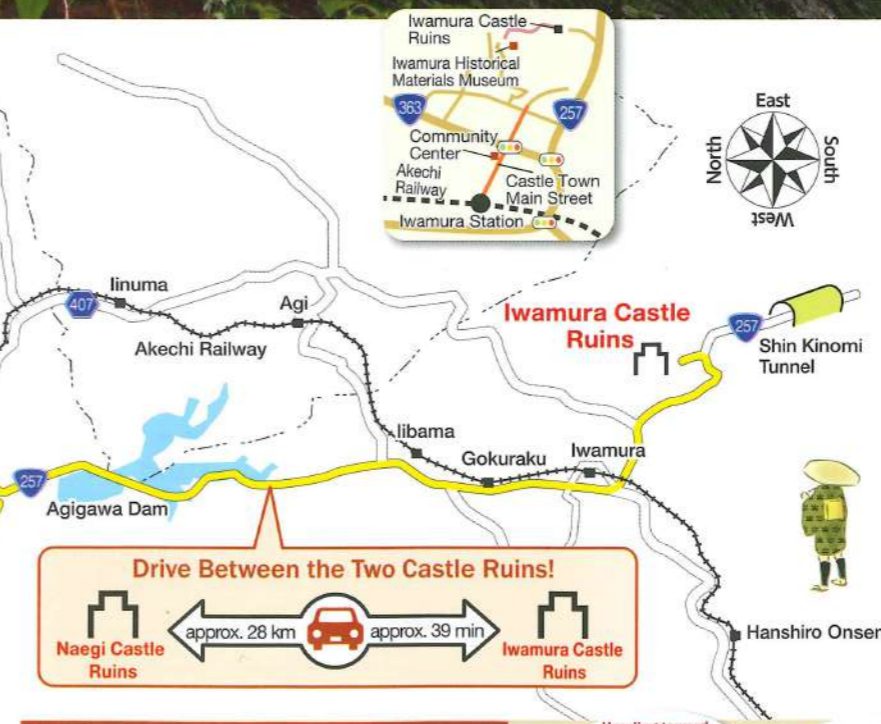 Iwamura Castle
Ruins
Iwamura Historical
Materials Museum
363
257
Community
Center
Akechi
Railway
Castle Town
Main Street
Iwamura Station
East
North
South
West
Iinuma
407
Agi
Akechi Railway
Iwamura Castle
Ruins
257
Shin Kinomi
Tunnel
Iibama
Gokuraku
Iwamura
257
Agigawa Dam
Drive Between the Two Castle Ruins!
approx. 28 km
approx. 39 min
Naegi Castle
Ruins
Iwamura Castle
Ruins
Hanshiro Onsen